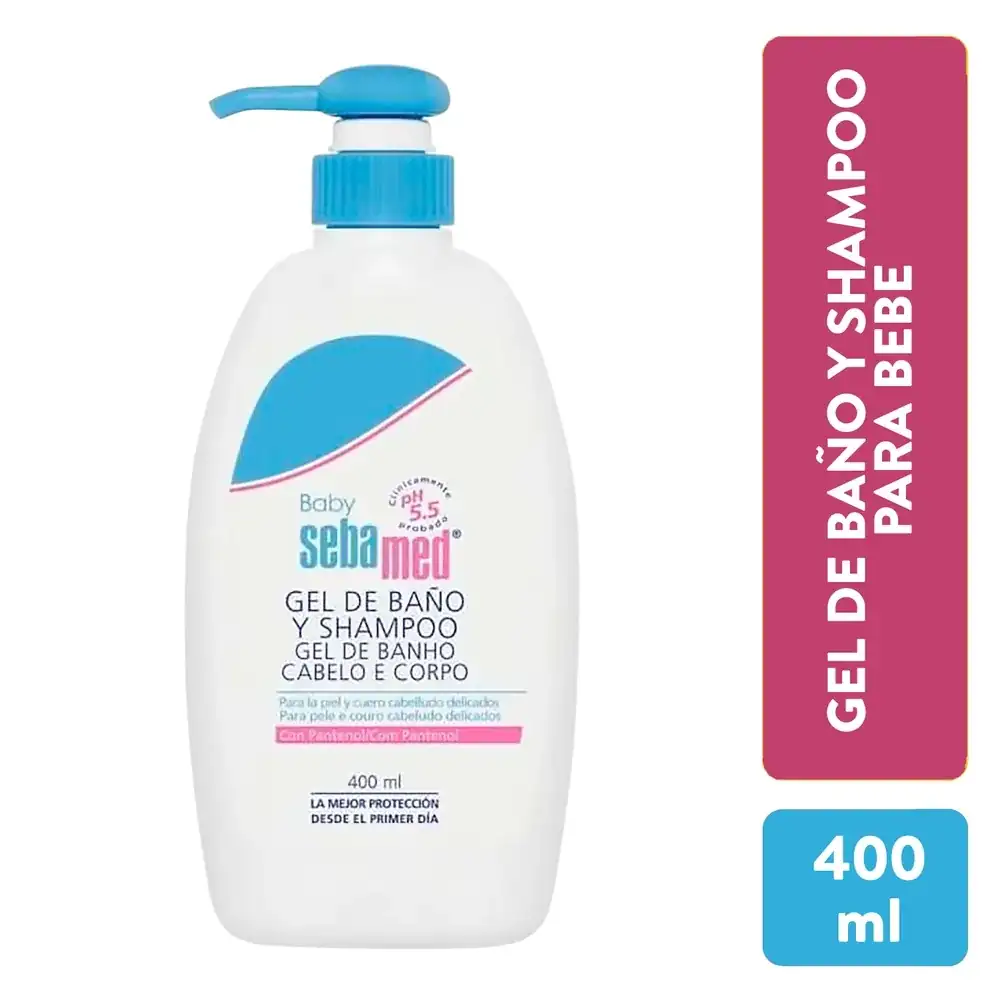 Baby
Clinicamente
pH
5.5
probado
sebamed®
GEL DE BAÑO
Y SHAMPOO
GEL DE BANHO
CABELO E CORPO
Para la piel y cuero cabelludo delicados
Para pele e couro cabeludo delicados
Con Pantenol/Com Pantenol
400 ml
LA MEJOR PROTECCIÓN
DESDE EL PRIMER DÍA
GEL DE BAÑO Y SHAMPOO
PARA BEBE
400
ml